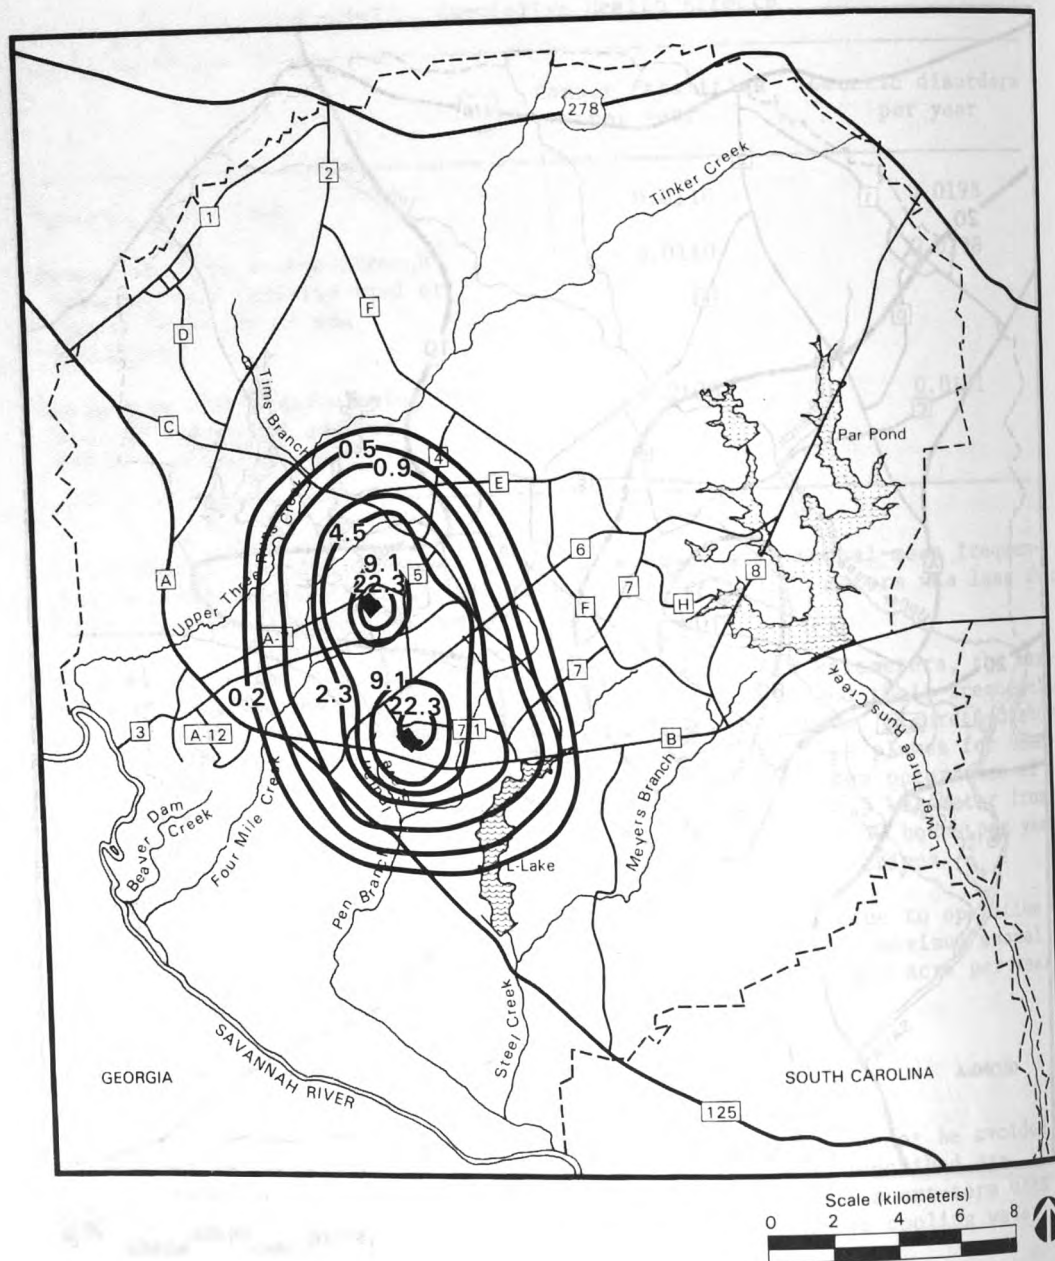 278
2
Tinker Creek
1
F
D
Tims Branch
C
Par Pond
0.5
0.9
4
E
4.5
6
Upper Three Runs Creek
9.1
5
8
A
22.3
7
F
H
A-7
9.1
7
0.2
2.3
22.3
3
A-12
7.1
B
Lower Three Runs Creek
Meyers Branch
Beaver Dam
Creek
Four Mile Creek
L-Lake
Pen Branch
Steel Creek
SAVANNAH RIVER
GEORGIA
SOUTH CAROLINA
125
Scale (kilometers)
0 2 4 6 8